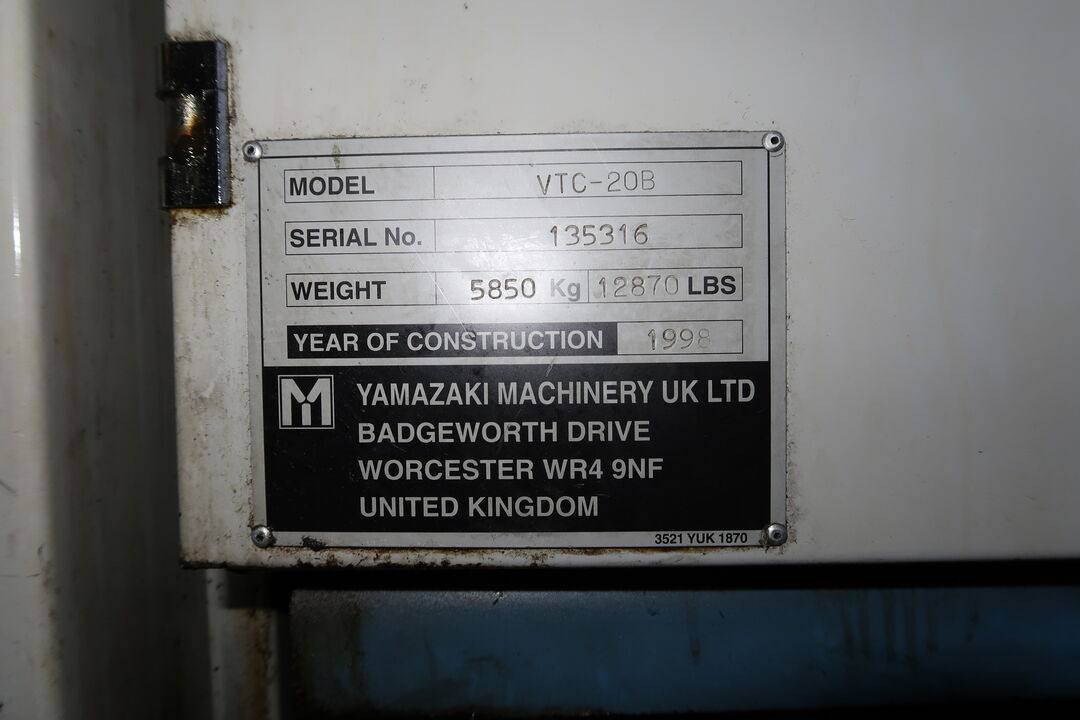 MODEL VTC-20B
SERIAL No. 135316
WEIGHT 5850 Kg 12870 LBS
YEAR OF CONSTRUCTION 1998
YAMAZAKI MACHINERY UK LTD
BADGEWORTH DRIVE
WORCESTER WR4 9NF
UNITED KINGDOM
3521 YUK 1870